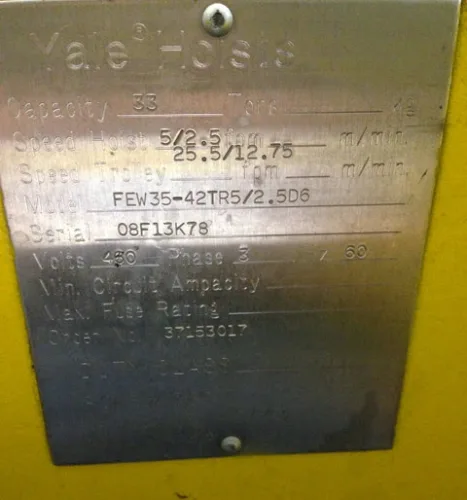 Yale® Hoists
Capacity 33 Tons
Speed Hoist 5/2.5 fpm m/min.
25.5/12.75
Speed Trolley fpm m/min.
Model FEW35-42TR5/2.5D6
Serial 08F13K78
Volts 460 Phase 3 60
Min. Circuit Ampacity
Max. Fuse Rating
Order No. 37153017
DUTY CLASS